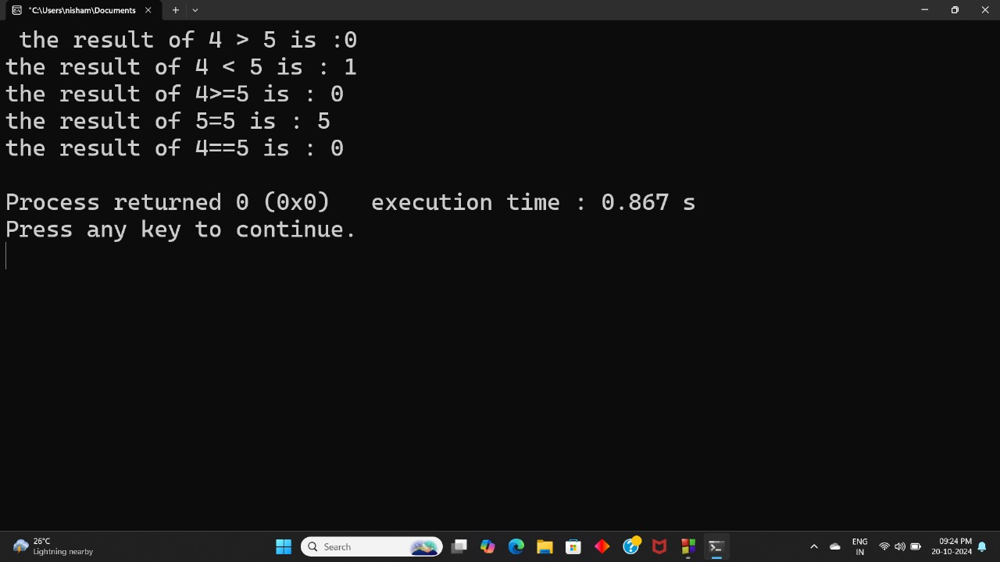 "C:\Users\nisham\Documents
the result of 4 > 5 is :0
the result of 4 < 5 is : 1
the result of 4>=5 is : 0
the result of 5=5 is : 5
the result of 4==5 is : 0
Process returned 0 (0x0)   execution time : 0.867 s
Press any key to continue.
26°C
Lightning nearby
Search
ENG
IN
09:24 PM
20-10-2024